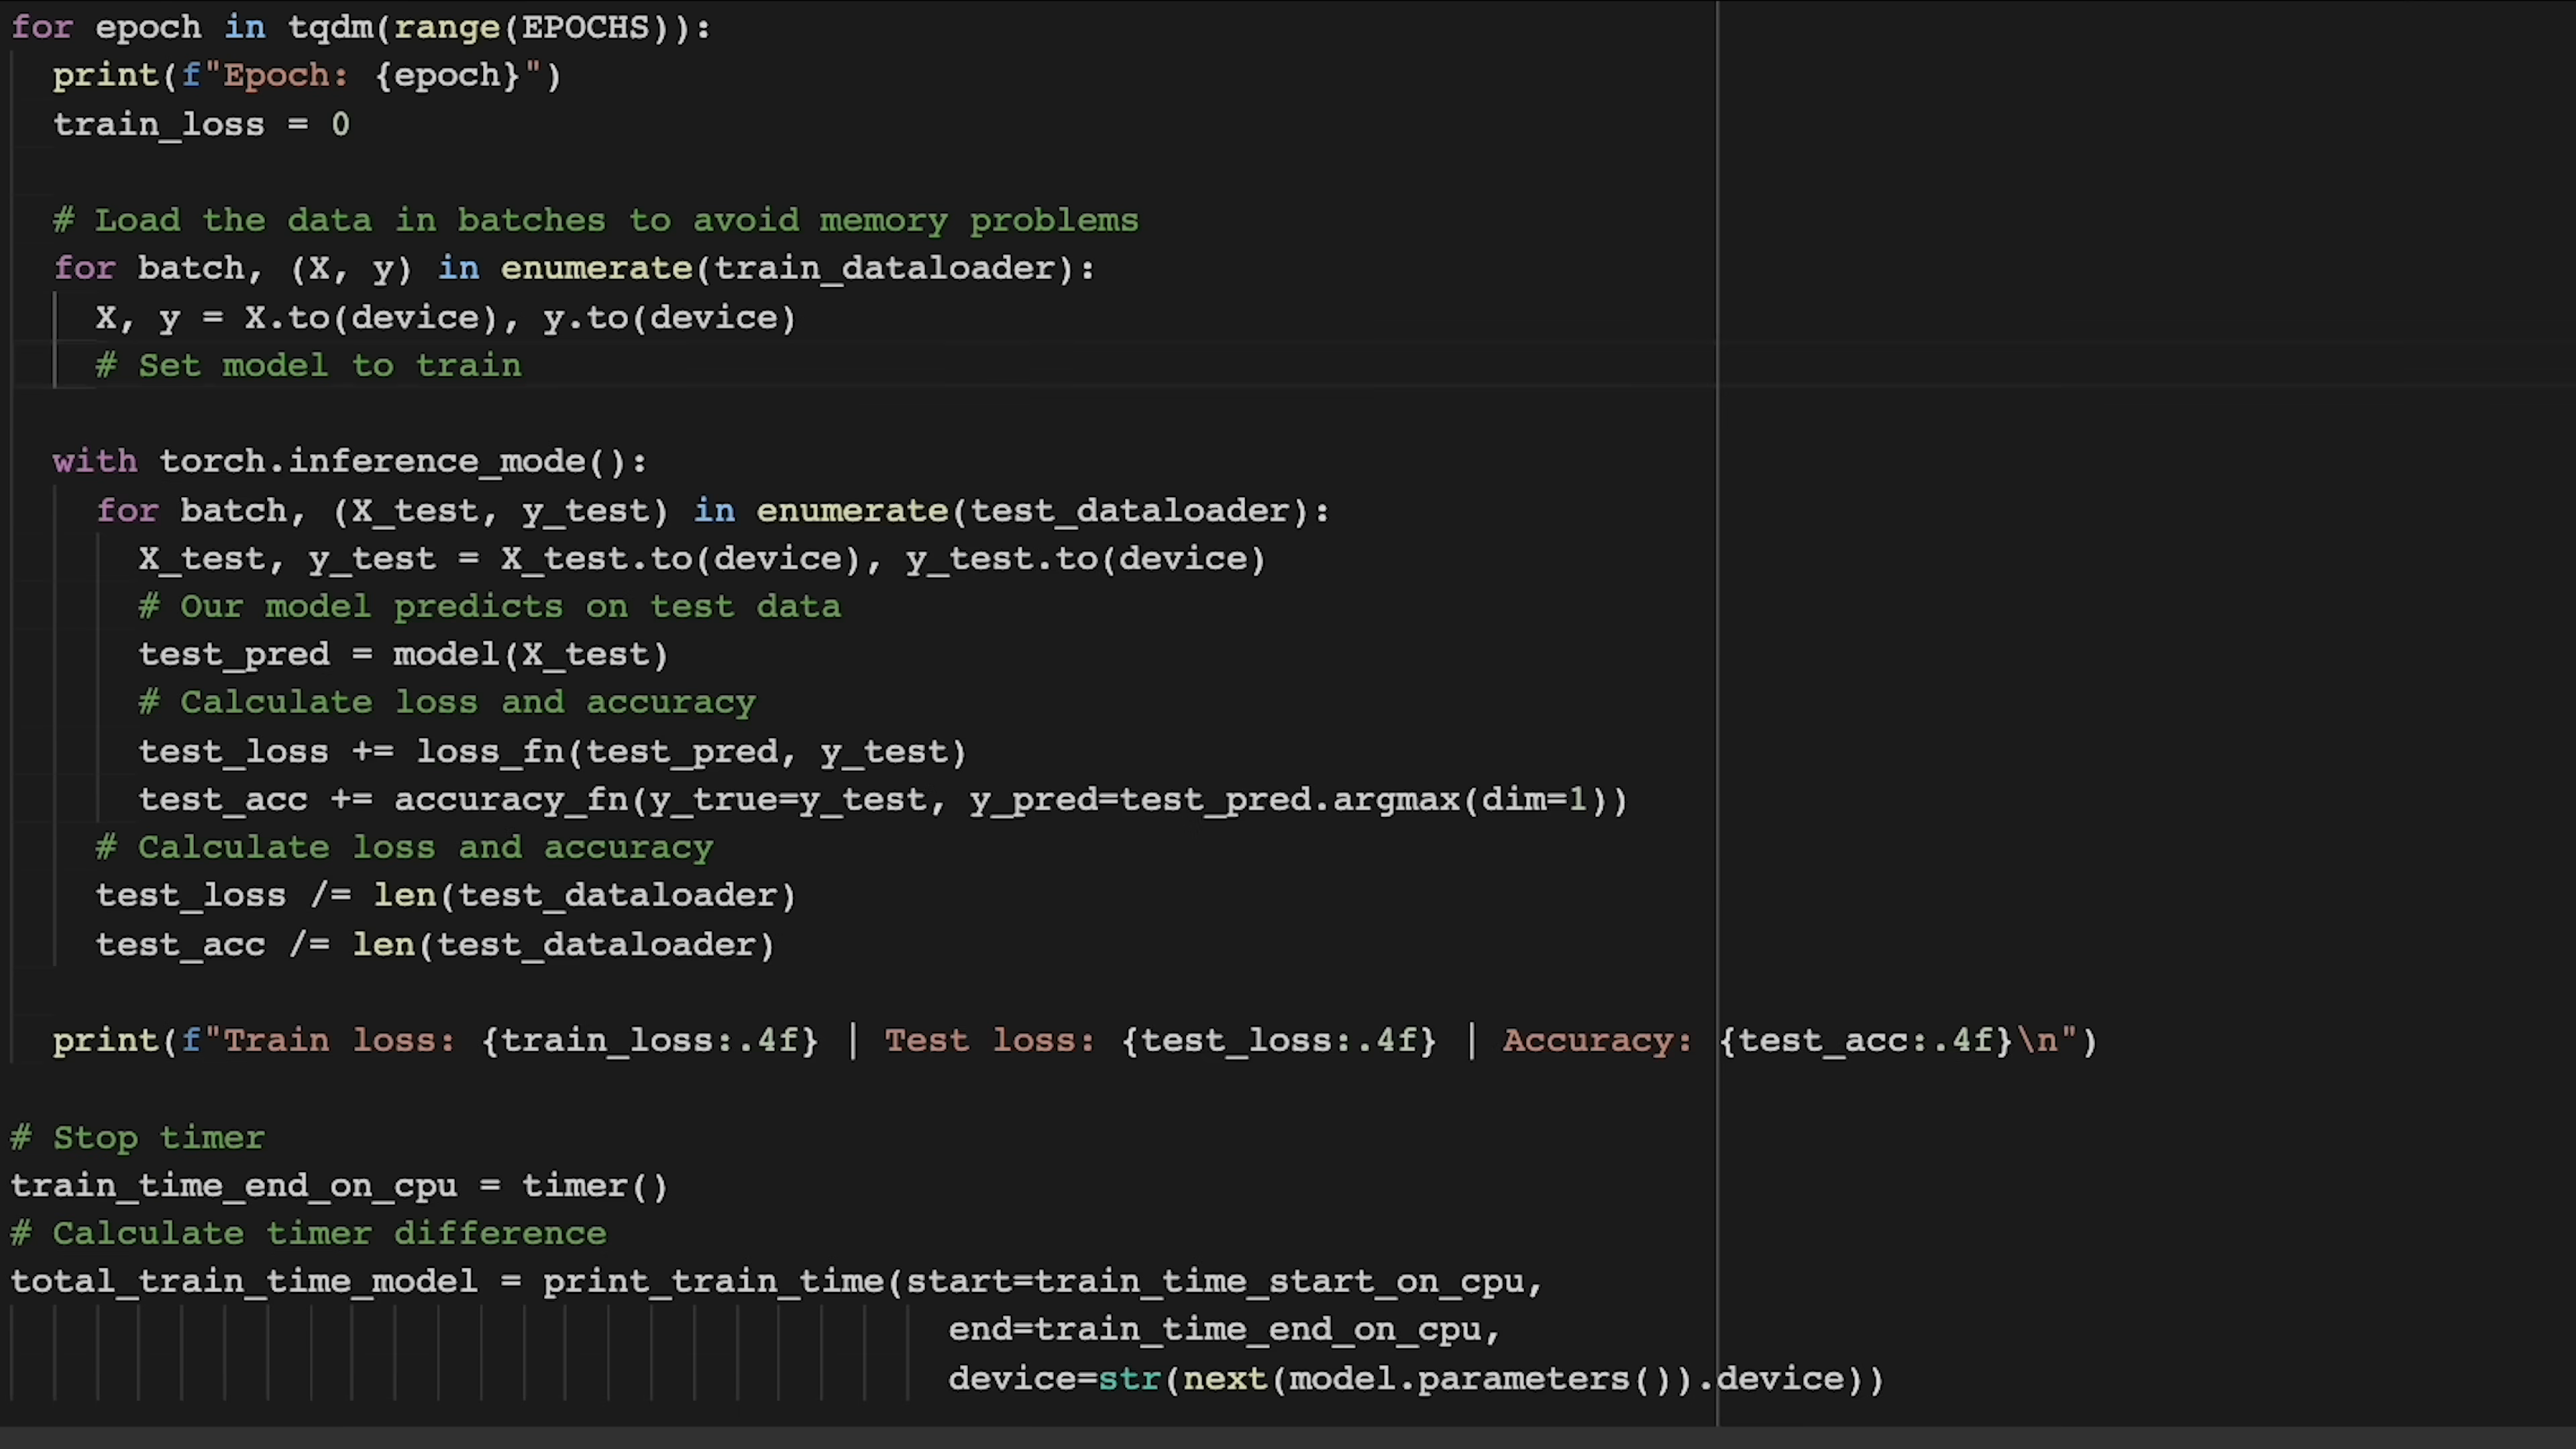 for epoch in tqdm(range(EPOCHS)):
  print(f"Epoch: {epoch}")
  train_loss = 0
  # Load the data in batches to avoid memory problems
  for batch, (X, y) in enumerate(train_dataloader):
    X, y = X.to(device), y.to(device)
    # Set model to train
  with torch.inference_mode():
    for batch, (X_test, y_test) in enumerate(test_dataloader):
      X_test, y_test = X_test.to(device), y_test.to(device)
      # Our model predicts on test data
      test_pred = model(X_test)
      # Calculate loss and accuracy
      test_loss += loss_fn(test_pred, y_test)
      test_acc += accuracy_fn(y_true=y_test, y_pred=test_pred.argmax(dim=1))
    # Calculate loss and accuracy
    test_loss /= len(test_dataloader)
    test_acc /= len(test_dataloader)
  print(f"Train loss: {train_loss:.4f} | Test loss: {test_loss:.4f} | Accuracy: {test_acc:.4f}\n")
# Stop timer
train_time_end_on_cpu = timer()
# Calculate timer difference
total_train_time_model = print_train_time(start=train_time_start_on_cpu,
                                            end=train_time_end_on_cpu,
                                            device=str(next(model.parameters()).device))